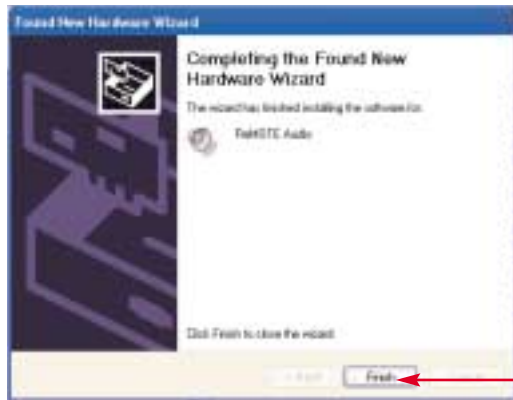 Found New Hardware Wizard
Completing the Found New
Hardware Wizard
The wizard has finished installing the software for:
Audio
Click Finish to close the wizard.
Finish